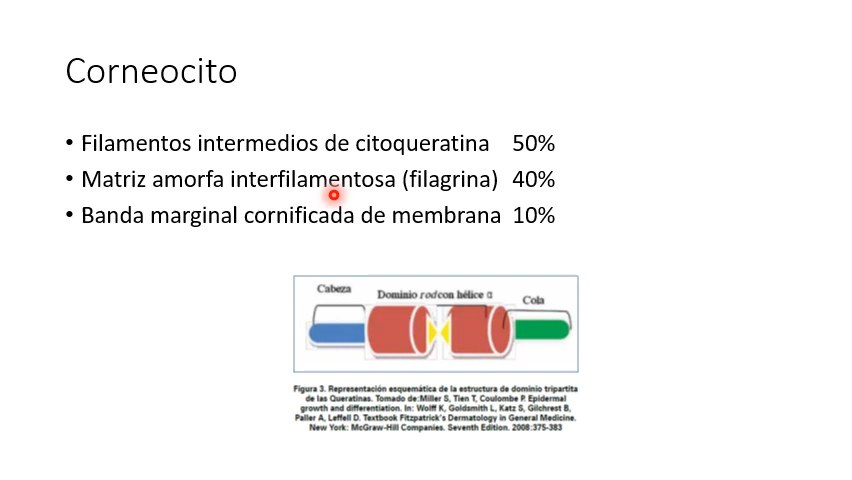 Corneocito
• Filamentos intermedios de citoqueratina 50%
• Matriz amorfa interfilamentosa (filagrina) 40%
• Banda marginal cornificada de membrana 10%
Cabeza
Dominio rodcon hélice α
Cola
Figura 3. Representación esquemática de la estructura de dominio tripartita
de las Queratinas. Tomado de:Miller S, Tien T, Coulombe P. Epidermal
growth and differentiation. In: Wolff K, Goldsmith L, Katz S, Gilchrest B,
Paller A, Leffell D. Textbook Fitzpatrick's Dermatology in General Medicine.
New York: McGraw-Hill Companies. Seventh Edition. 2008:375-383